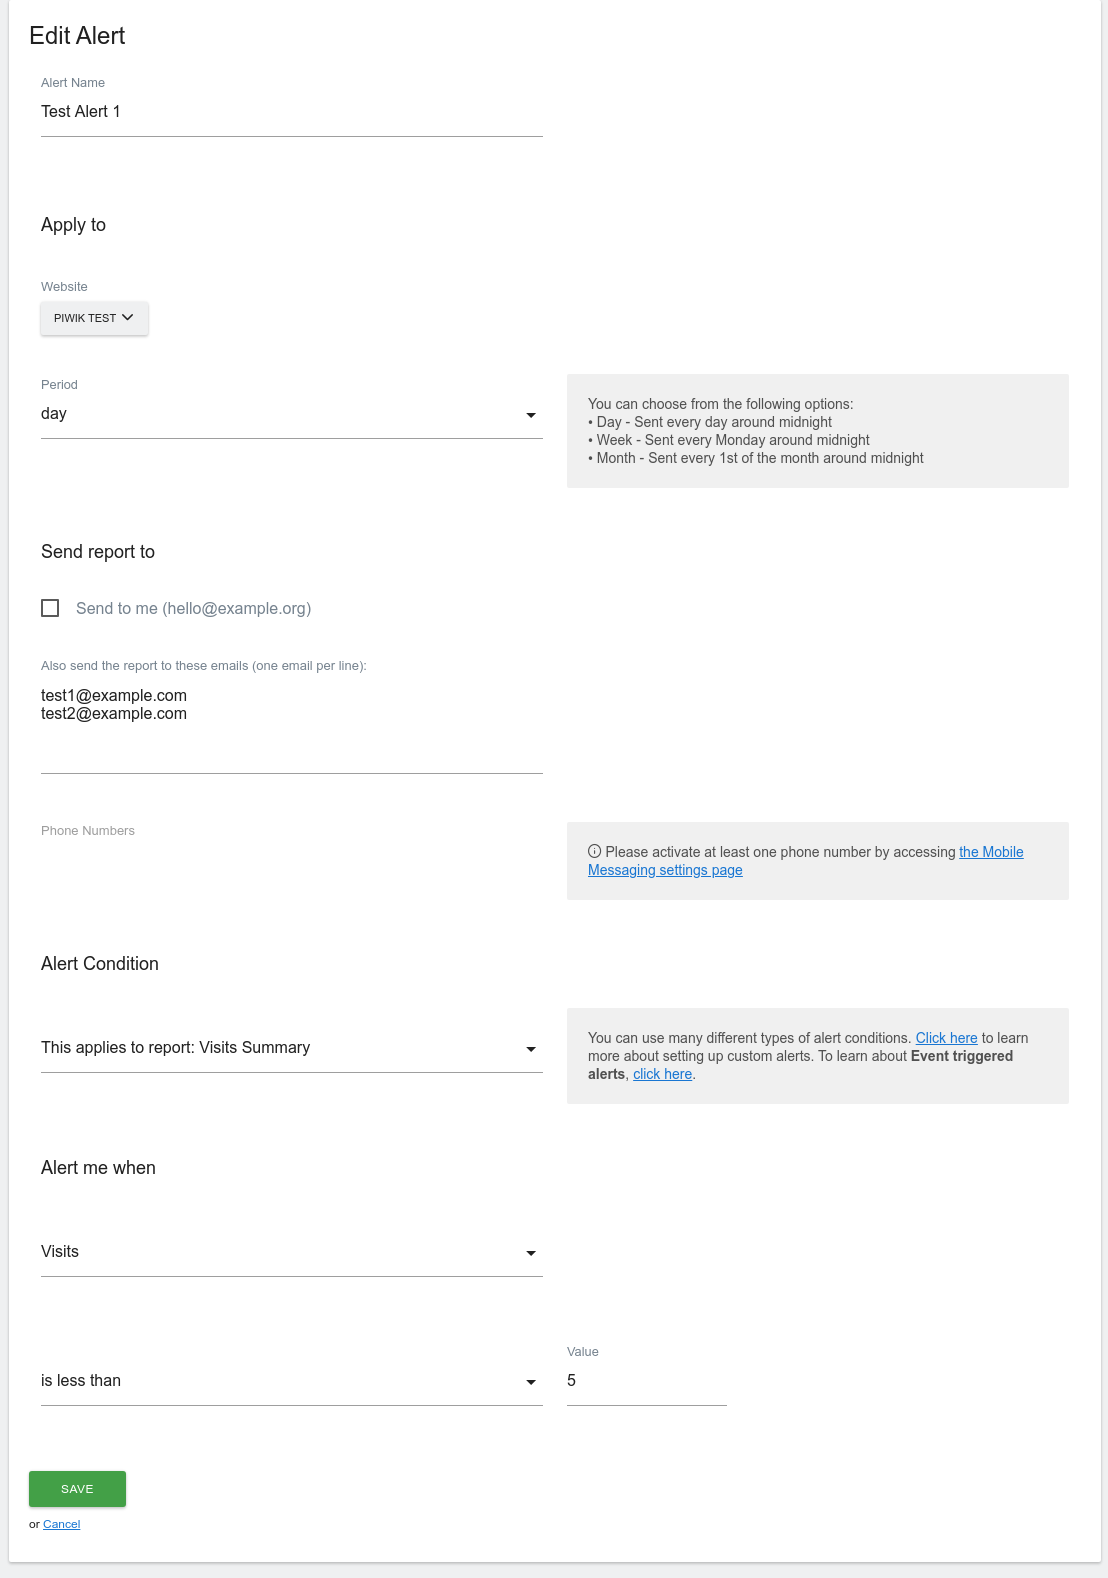 Edit Alert
Alert Name
Test Alert 1
Apply to
Website
PIWIK TEST
Period
day
You can choose from the following options:
• Day - Sent every day around midnight
• Week - Sent every Monday around midnight
• Month - Sent every 1st of the month around midnight
Send report to
Send to me (hello@example.org)
Also send the report to these emails (one email per line):
test1@example.com
test2@example.com
Phone Numbers
Please activate at least one phone number by accessing the Mobile
Messaging settings page
Alert Condition
This applies to report: Visits Summary
You can use many different types of alert conditions. Click here to learn
more about setting up custom alerts. To learn about Event triggered
alerts, click here.
Alert me when
Visits
is less than
Value
5
SAVE
or Cancel